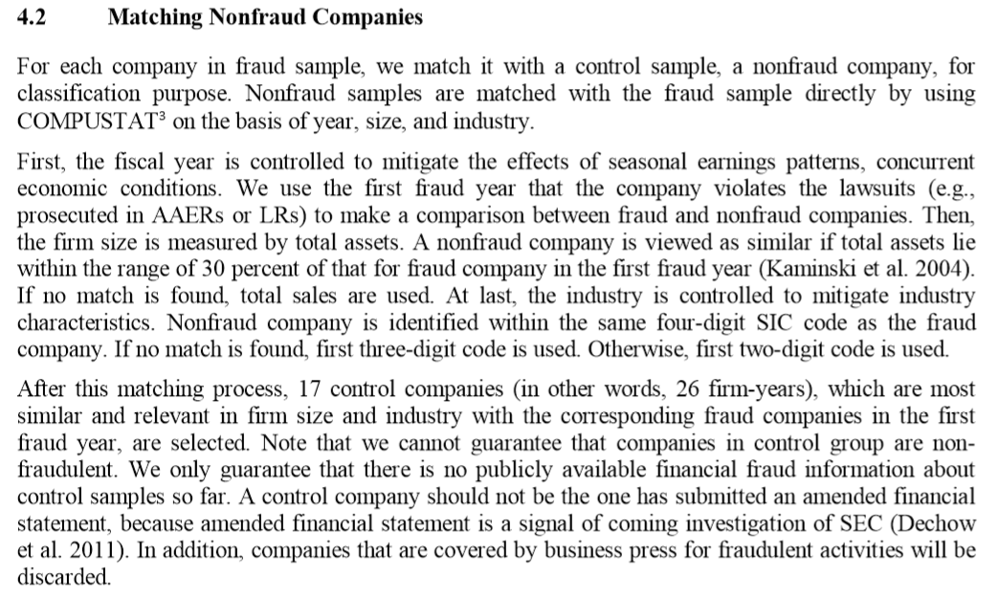 4.2 Matching Nonfraud Companies
For each company in fraud sample, we match it with a control sample, a nonfraud company, for
classification purpose. Nonfraud samples are matched with the fraud sample directly by using
COMPUSTAT³ on the basis of year, size, and industry.
First, the fiscal year is controlled to mitigate the effects of seasonal earnings patterns, concurrent
economic conditions. We use the first fraud year that the company violates the lawsuits (e.g.,
prosecuted in AAERs or LRs) to make a comparison between fraud and nonfraud companies. Then,
the firm size is measured by total assets. A nonfraud company is viewed as similar if total assets lie
within the range of 30 percent of that for fraud company in the first fraud year (Kaminski et al. 2004).
If no match is found, total sales are used. At last, the industry is controlled to mitigate industry
characteristics. Nonfraud company is identified within the same four-digit SIC code as the fraud
company. If no match is found, first three-digit code is used. Otherwise, first two-digit code is used.
After this matching process, 17 control companies (in other words, 26 firm-years), which are most
similar and relevant in firm size and industry with the corresponding fraud companies in the first
fraud year, are selected. Note that we cannot guarantee that companies in control group are non-
fraudulent. We only guarantee that there is no publicly available financial fraud information about
control samples so far. A control company should not be the one has submitted an amended financial
statement, because amended financial statement is a signal of coming investigation of SEC (Dechow
et al. 2011). In addition, companies that are covered by business press for fraudulent activities will be
discarded.